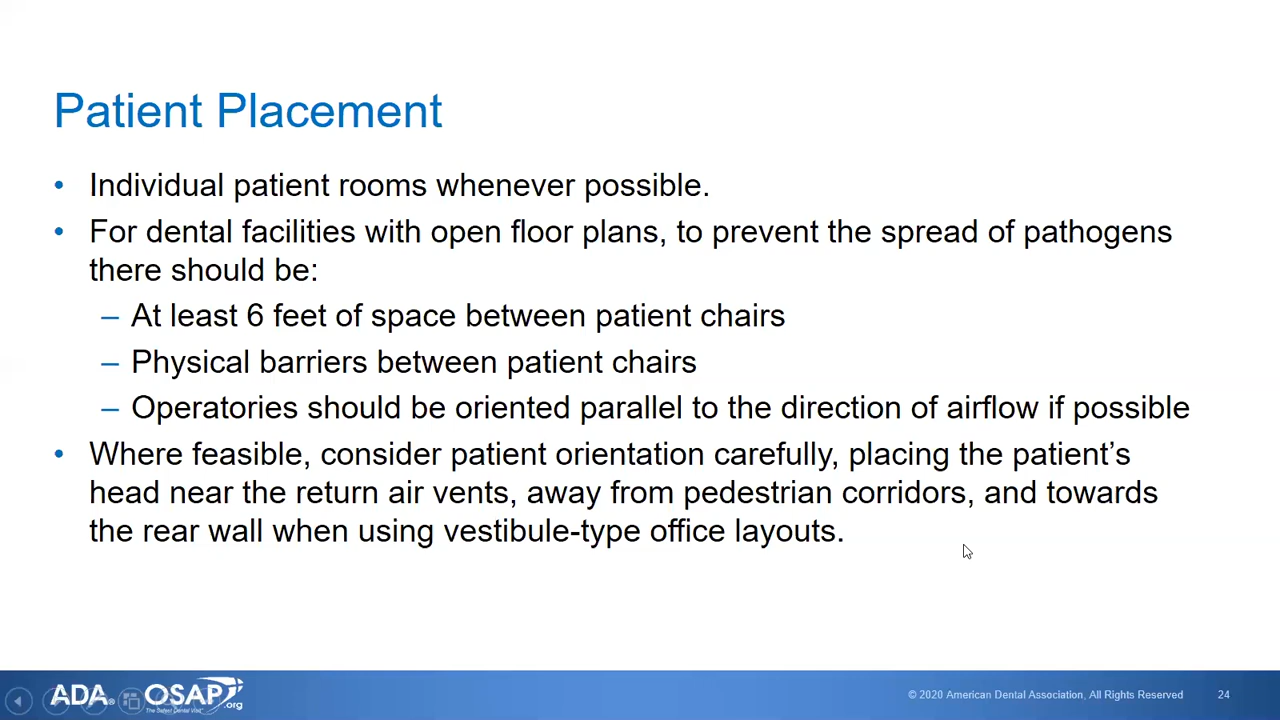 Patient Placement
• Individual patient rooms whenever possible.
• For dental facilities with open floor plans, to prevent the spread of pathogens
there should be:
– At least 6 feet of space between patient chairs
– Physical barriers between patient chairs
– Operatories should be oriented parallel to the direction of airflow if possible
• Where feasible, consider patient orientation carefully, placing the patient’s
head near the return air vents, away from pedestrian corridors, and towards
the rear wall when using vestibule-type office layouts.
ADA® OSAP.org
The Safest Dental Visit™
© 2020 American Dental Association, All Rights Reserved 24